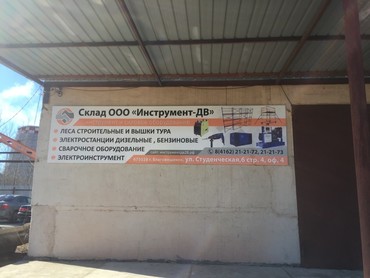 Склад ООО «Инструмент-ДВ»
ЛЕСА СТРОИТЕЛЬНЫЕ И ВЫШКИ ТУРА
ЭЛЕКТРОСТАНЦИИ ДИЗЕЛЬНЫЕ , БЕНЗИНОВЫЕ
СВАРОЧНОЕ ОБОРУДОВАНИЕ
8(4162) 21-21-72, 21-21-73
ЭЛЕКТРОИНСТРУМЕНТ
ул. Студенческая,6 стр. 4, оф. 4